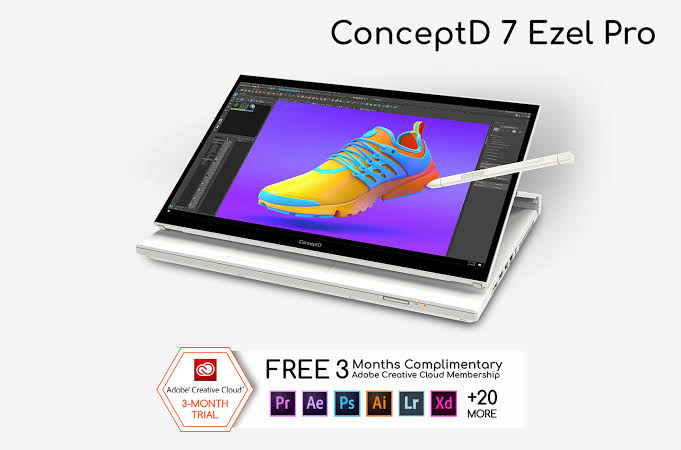 ConceptD 7 Ezel Pro
ConceptD
Adobe® Creative Cloud™
3-MONTH
TRIAL
FREE 3 Months Complimentary
Adobe Creative Cloud Membership
Pr Ae Ps Ai Lr Xd +20
MORE